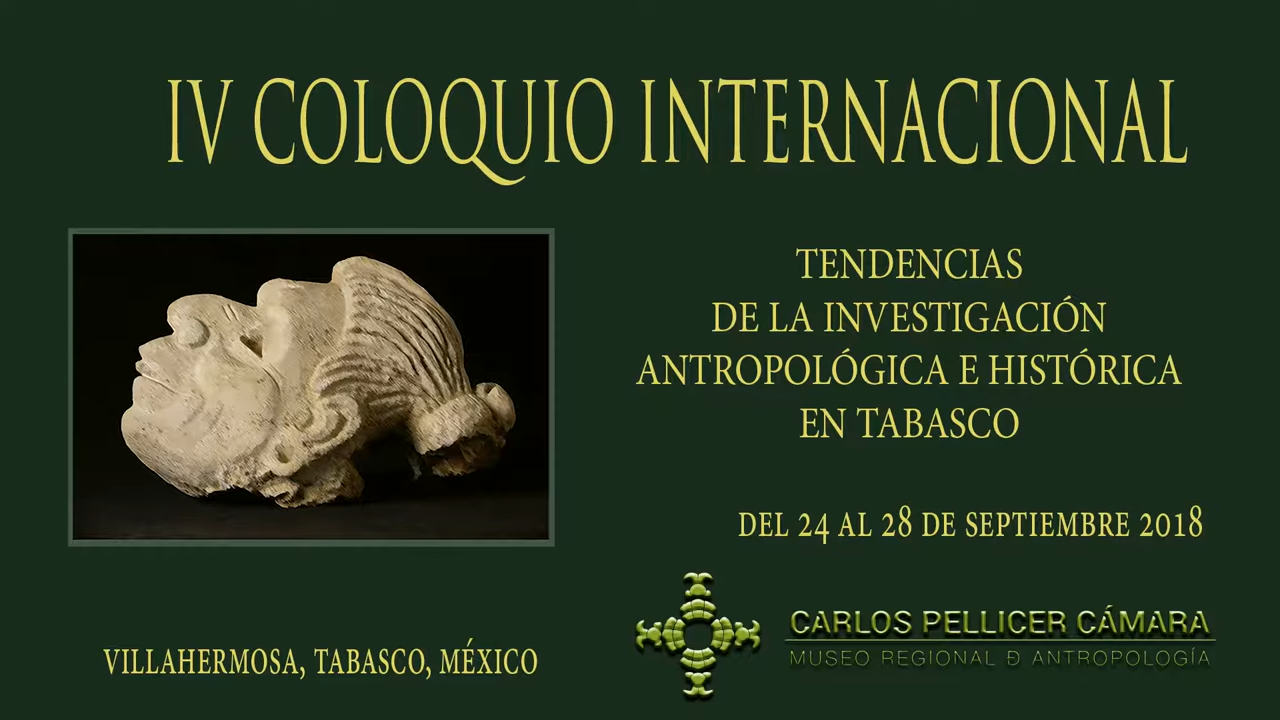 IV COLOQUIO INTERNACIONAL
TENDENCIAS
DE LA INVESTIGACIÓN
ANTROPOLÓGICA E HISTÓRICA
EN TABASCO
DEL 24 AL 28 DE SEPTIEMBRE 2018
CARLOS PELLICER CÁMARA
MUSEO REGIONAL Đ ANTROPOLOGÍA
VILLAHERMOSA, TABASCO, MÉXICO